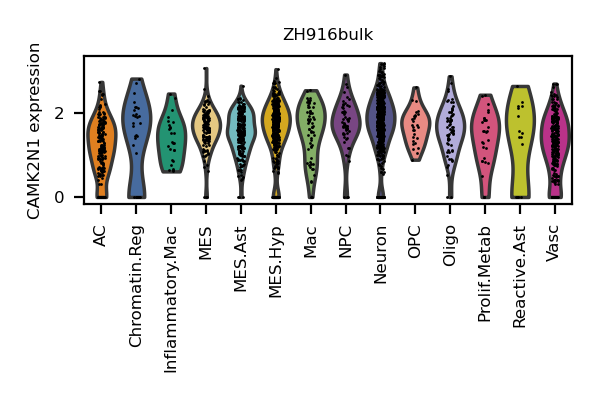 ZH916bulk
CAMK2N1 expression
2
0
AC
Chromatin.Reg
Inflammatory.Mac
MES
MES.Ast
MES.Hyp
Mac
NPC
Neuron
OPC
Oligo
Prolif.Metab
Reactive.Ast
Vasc